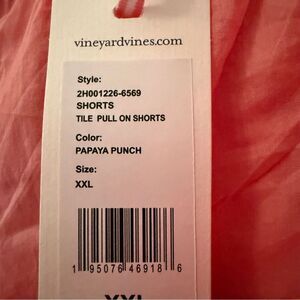 vineyardvines.com
Style:
2H001226-6569
SHORTS
TILE PULL ON SHORTS
Color:
PAPAYA PUNCH
Size:
XXL
1 95076 46918 6
XXL